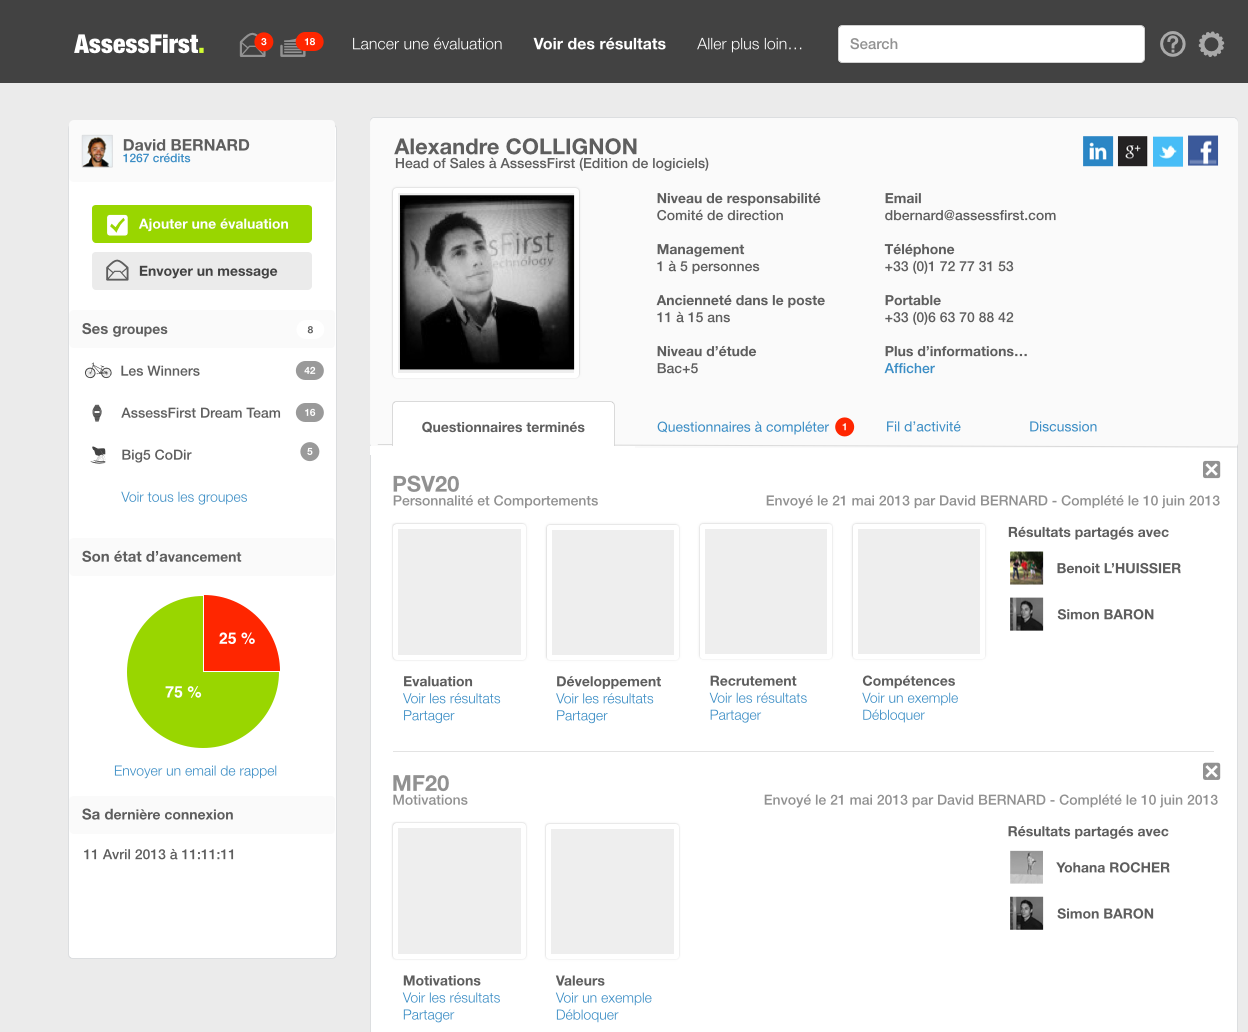 AssessFirst.
3
18
Lancer une évaluation
Voir des résultats
Aller plus loin...
Search
?
David BERNARD
1267 crédits
Ajouter une évaluation
Envoyer un message
Ses groupes
8
Les Winners
42
AssessFirst Dream Team
16
Big5 CoDir
5
Voir tous les groupes
Son état d'avancement
25 %
75 %
Envoyer un email de rappel
Sa dernière connexion
11 Avril 2013 à 11:11:11
Alexandre COLLIGNON
Head of Sales à AssessFirst (Edition de logiciels)
in
g+
f
sFirst
echnology
Niveau de responsabilité
Comité de direction
Management
1 à 5 personnes
Ancienneté dans le poste
11 à 15 ans
Niveau d'étude
Bac+5
Email
dbernard@assessfirst.com
Téléphone
+33 (0)1 72 77 31 53
Portable
+33 (0)6 63 70 88 42
Plus d'informations...
Afficher
Questionnaires terminés
Questionnaires à compléter
1
Fil d'activité
Discussion
PSV20
Personnalité et Comportements
Envoyé le 21 mai 2013 par David BERNARD - Complété le 10 juin 2013
Evaluation
Voir les résultats
Partager
Développement
Voir les résultats
Partager
Recrutement
Voir les résultats
Partager
Compétences
Voir un exemple
Débloquer
Résultats partagés avec
Benoit L'HUISSIER
Simon BARON
MF20
Motivations
Envoyé le 21 mai 2013 par David BERNARD - Complété le 10 juin 2013
Motivations
Voir les résultats
Partager
Valeurs
Voir un exemple
Débloquer
Résultats partagés avec
Yohana ROCHER
Simon BARON